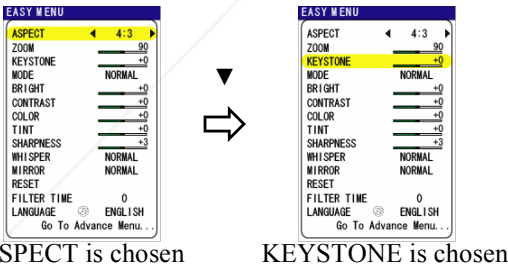 EASY MENU
ASPECT ◀ 4:3 ▶
ZOOM 90
KEYSTONE +0
MODE NORMAL
BRIGHT +0
CONTRAST +0
COLOR +0
TINT +0
SHARPNESS +3
WHISPER NORMAL
MIRROR NORMAL
RESET
FILTER TIME 0
LANGUAGE ENGLISH
Go To Advance Menu...
SPECT is chosen
▼
EASY MENU
ASPECT ◀ 4:3 ▶
ZOOM 90
KEYSTONE +0
MODE NORMAL
BRIGHT +0
CONTRAST +0
COLOR +0
TINT +0
SHARPNESS +3
WHISPER NORMAL
MIRROR NORMAL
RESET
FILTER TIME 0
LANGUAGE ENGLISH
Go To Advance Menu...
KEYSTONE is chosen